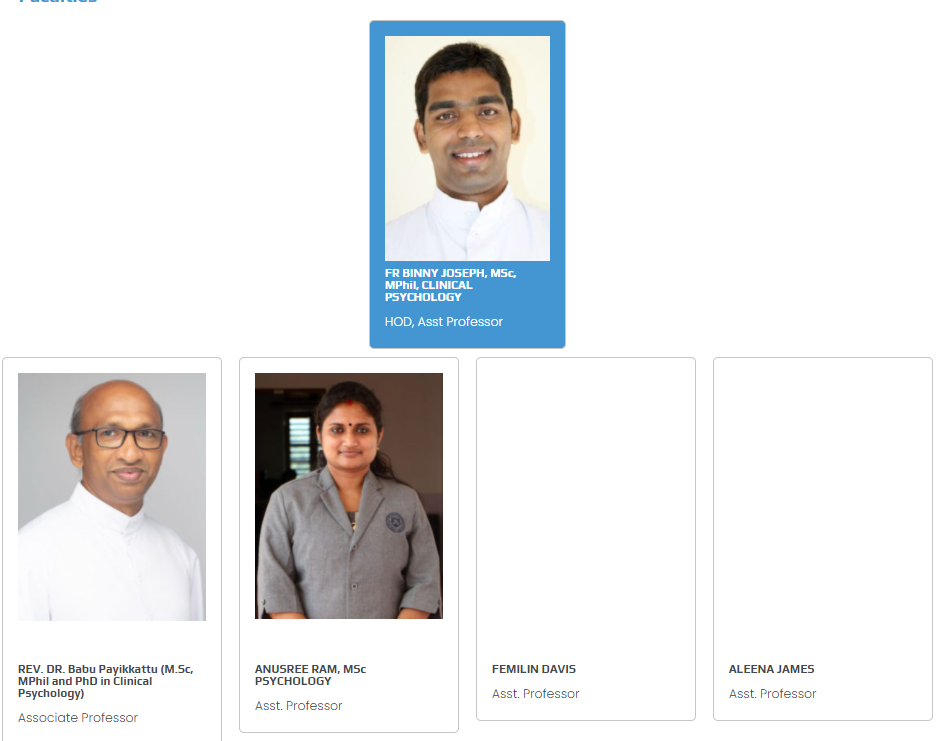 Faculties
FR BINNY JOSEPH, MSc,
MPhil, CLINICAL
PSYCHOLOGY
HOD, Asst Professor
REV. DR. Babu Payikkattu (M.Sc,
MPhil and PhD in Clinical
Psychology)
Associate Professor
ANUSREE RAM, MSc
PSYCHOLOGY
Asst. Professor
FEMILIN DAVIS
Asst. Professor
ALEENA JAMES
Asst. Professor